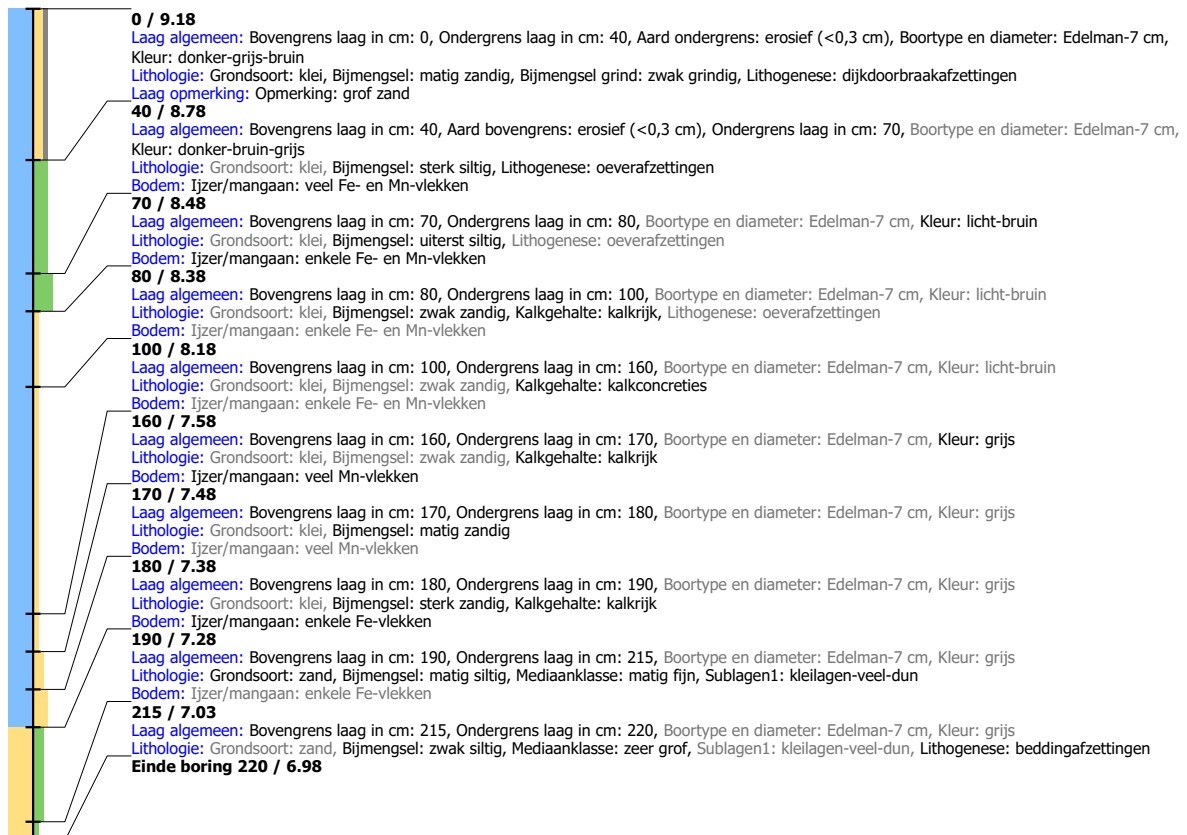 0 / 9.18
Laag algemeen: Bovengrens laag in cm: 0, Ondergrens laag in cm: 40, Aard ondergrens: erosief (<0,3 cm), Boortype en diameter: Edelman-7 cm,
Kleur: donker-grijs-bruin
Lithologie: Grondsoort: klei, Bijmengsel: matig zandig, Bijmengsel grind: zwak grindig, Lithogenese: dijkdoorbraakafzettingen
Laag opmerking: Opmerking: grof zand
40 / 8.78
Laag algemeen: Bovengrens laag in cm: 40, Aard bovengrens: erosief (<0,3 cm), Ondergrens laag in cm: 70, Boortype en diameter: Edelman-7 cm,
Kleur: donker-bruin-grijs
Lithologie: Grondsoort: klei, Bijmengsel: sterk siltig, Lithogenese: oeverafzettingen
Bodem: Ijzer/mangaan: veel Fe- en Mn-vlekken
70 / 8.48
Laag algemeen: Bovengrens laag in cm: 70, Ondergrens laag in cm: 80, Boortype en diameter: Edelman-7 cm, Kleur: licht-bruin
Lithologie: Grondsoort: klei, Bijmengsel: uiterst siltig, Lithogenese: oeverafzettingen
Bodem: Ijzer/mangaan: enkele Fe- en Mn-vlekken
80 / 8.38
Laag algemeen: Bovengrens laag in cm: 80, Ondergrens laag in cm: 100, Boortype en diameter: Edelman-7 cm, Kleur: licht-bruin
Lithologie: Grondsoort: klei, Bijmengsel: zwak zandig, Kalkgehalte: kalkrijk, Lithogenese: oeverafzettingen
Bodem: Ijzer/mangaan: enkele Fe- en Mn-vlekken
100 / 8.18
Laag algemeen: Bovengrens laag in cm: 100, Ondergrens laag in cm: 160, Boortype en diameter: Edelman-7 cm, Kleur: licht-bruin
Lithologie: Grondsoort: klei, Bijmengsel: zwak zandig, Kalkgehalte: kalkconcreties
Bodem: Ijzer/mangaan: enkele Fe- en Mn-vlekken
160 / 7.58
Laag algemeen: Bovengrens laag in cm: 160, Ondergrens laag in cm: 170, Boortype en diameter: Edelman-7 cm, Kleur: grijs
Lithologie: Grondsoort: klei, Bijmengsel: zwak zandig, Kalkgehalte: kalkrijk
Bodem: Ijzer/mangaan: veel Mn-vlekken
170 / 7.48
Laag algemeen: Bovengrens laag in cm: 170, Ondergrens laag in cm: 180, Boortype en diameter: Edelman-7 cm, Kleur: grijs
Lithologie: Grondsoort: klei, Bijmengsel: matig zandig
Bodem: Ijzer/mangaan: veel Mn-vlekken
180 / 7.38
Laag algemeen: Bovengrens laag in cm: 180, Ondergrens laag in cm: 190, Boortype en diameter: Edelman-7 cm, Kleur: grijs
Lithologie: Grondsoort: klei, Bijmengsel: sterk zandig, Kalkgehalte: kalkrijk
Bodem: Ijzer/mangaan: enkele Fe-vlekken
190 / 7.28
Laag algemeen: Bovengrens laag in cm: 190, Ondergrens laag in cm: 215, Boortype en diameter: Edelman-7 cm, Kleur: grijs
Lithologie: Grondsoort: zand, Bijmengsel: matig siltig, Mediaanklasse: matig fijn, Sublagen1: kleilagen-veel-dun
Bodem: Ijzer/mangaan: enkele Fe-vlekken
215 / 7.03
Laag algemeen: Bovengrens laag in cm: 215, Ondergrens laag in cm: 220, Boortype en diameter: Edelman-7 cm, Kleur: grijs
Lithologie: Grondsoort: zand, Bijmengsel: zwak siltig, Mediaanklasse: zeer grof, Sublagen1: kleilagen-veel-dun, Lithogenese: beddingafzettingen
Einde boring 220 / 6.98